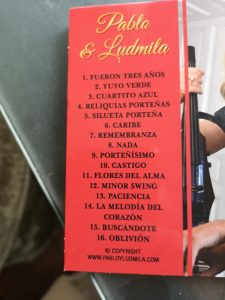 Pablo
& Ludmila
1. FUERON TRES AÑOS
2. YUYO VERDE
3. CUARTITO AZUL
4. RELIQUIAS PORTEÑAS
5. SILUETA PORTEÑA
6. CARIBE
7. REMEMBRANZA
8. NADA
9. PORTEÑÍSIMO
10. CASTIGO
11. FLORES DEL ALMA
12. MINOR SWING
13. PACIENCIA
14. LA MELODÍA DEL
CORAZÓN
15. BUSCÁNDOTE
16. OBLIVIÓN
© COPYRIGHT
WWW.PABLOYLUDMILA.COM